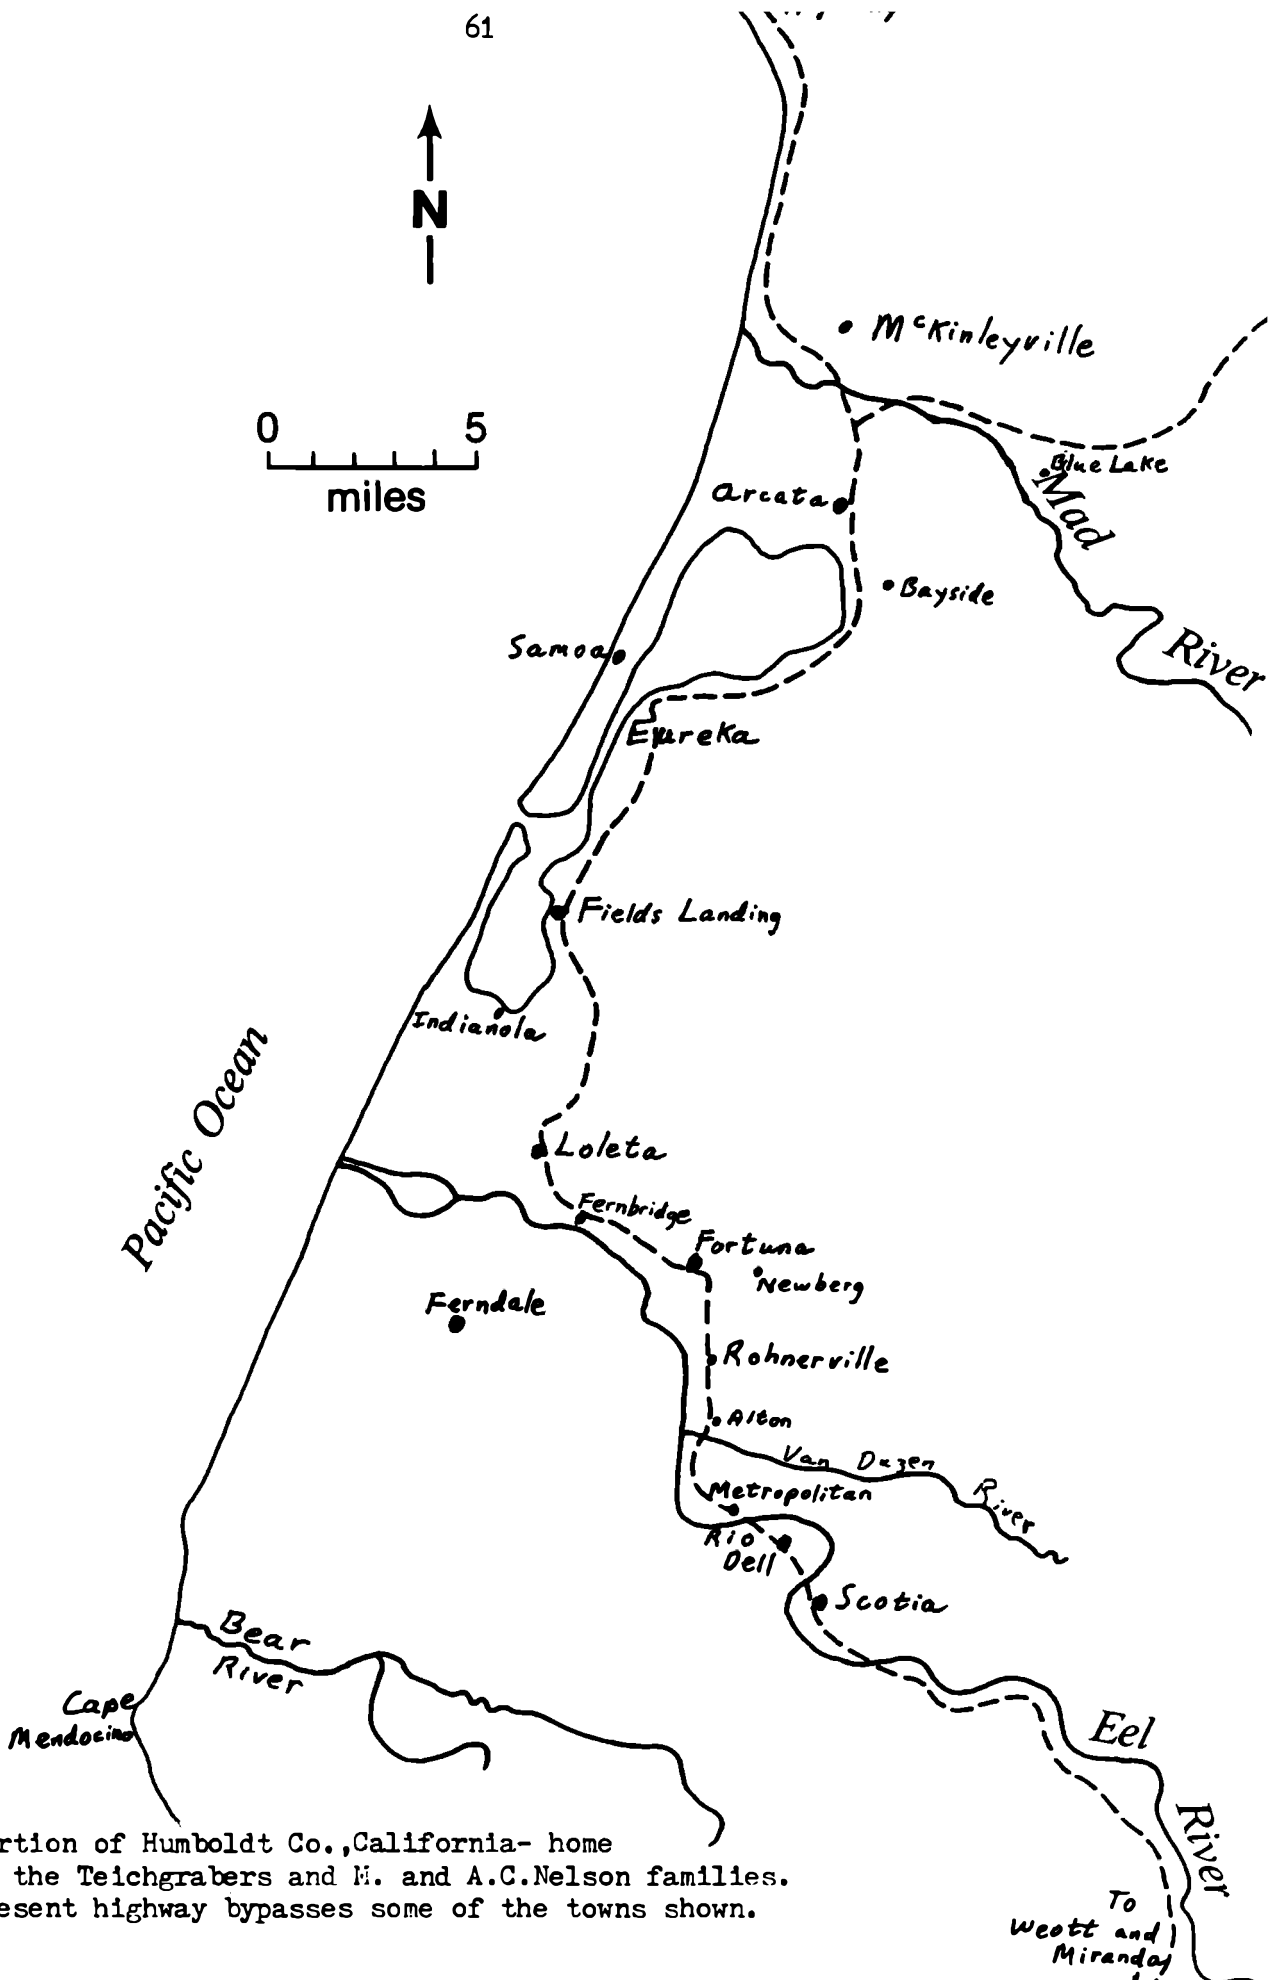 61
N
McKinleyville
0 5
miles
Blue Lake
Arcata
Mad
River
Bayside
Samoa
Eureka
Fields Landing
Indianola
Pacific Ocean
Loleta
Fernbridge
Fortuna
Newberg
Ferndale
Rohnerville
Alton
Van Duzen
River
Metropolitan
Rio
Dell
Scotia
Bear
River
Cape
Mendocino
Eel
River
To
Weott and
Miranda
rtion of Humboldt Co.,California- home
the Teichgrabers and M. and A.C.Nelson families.
esent highway bypasses some of the towns shown.